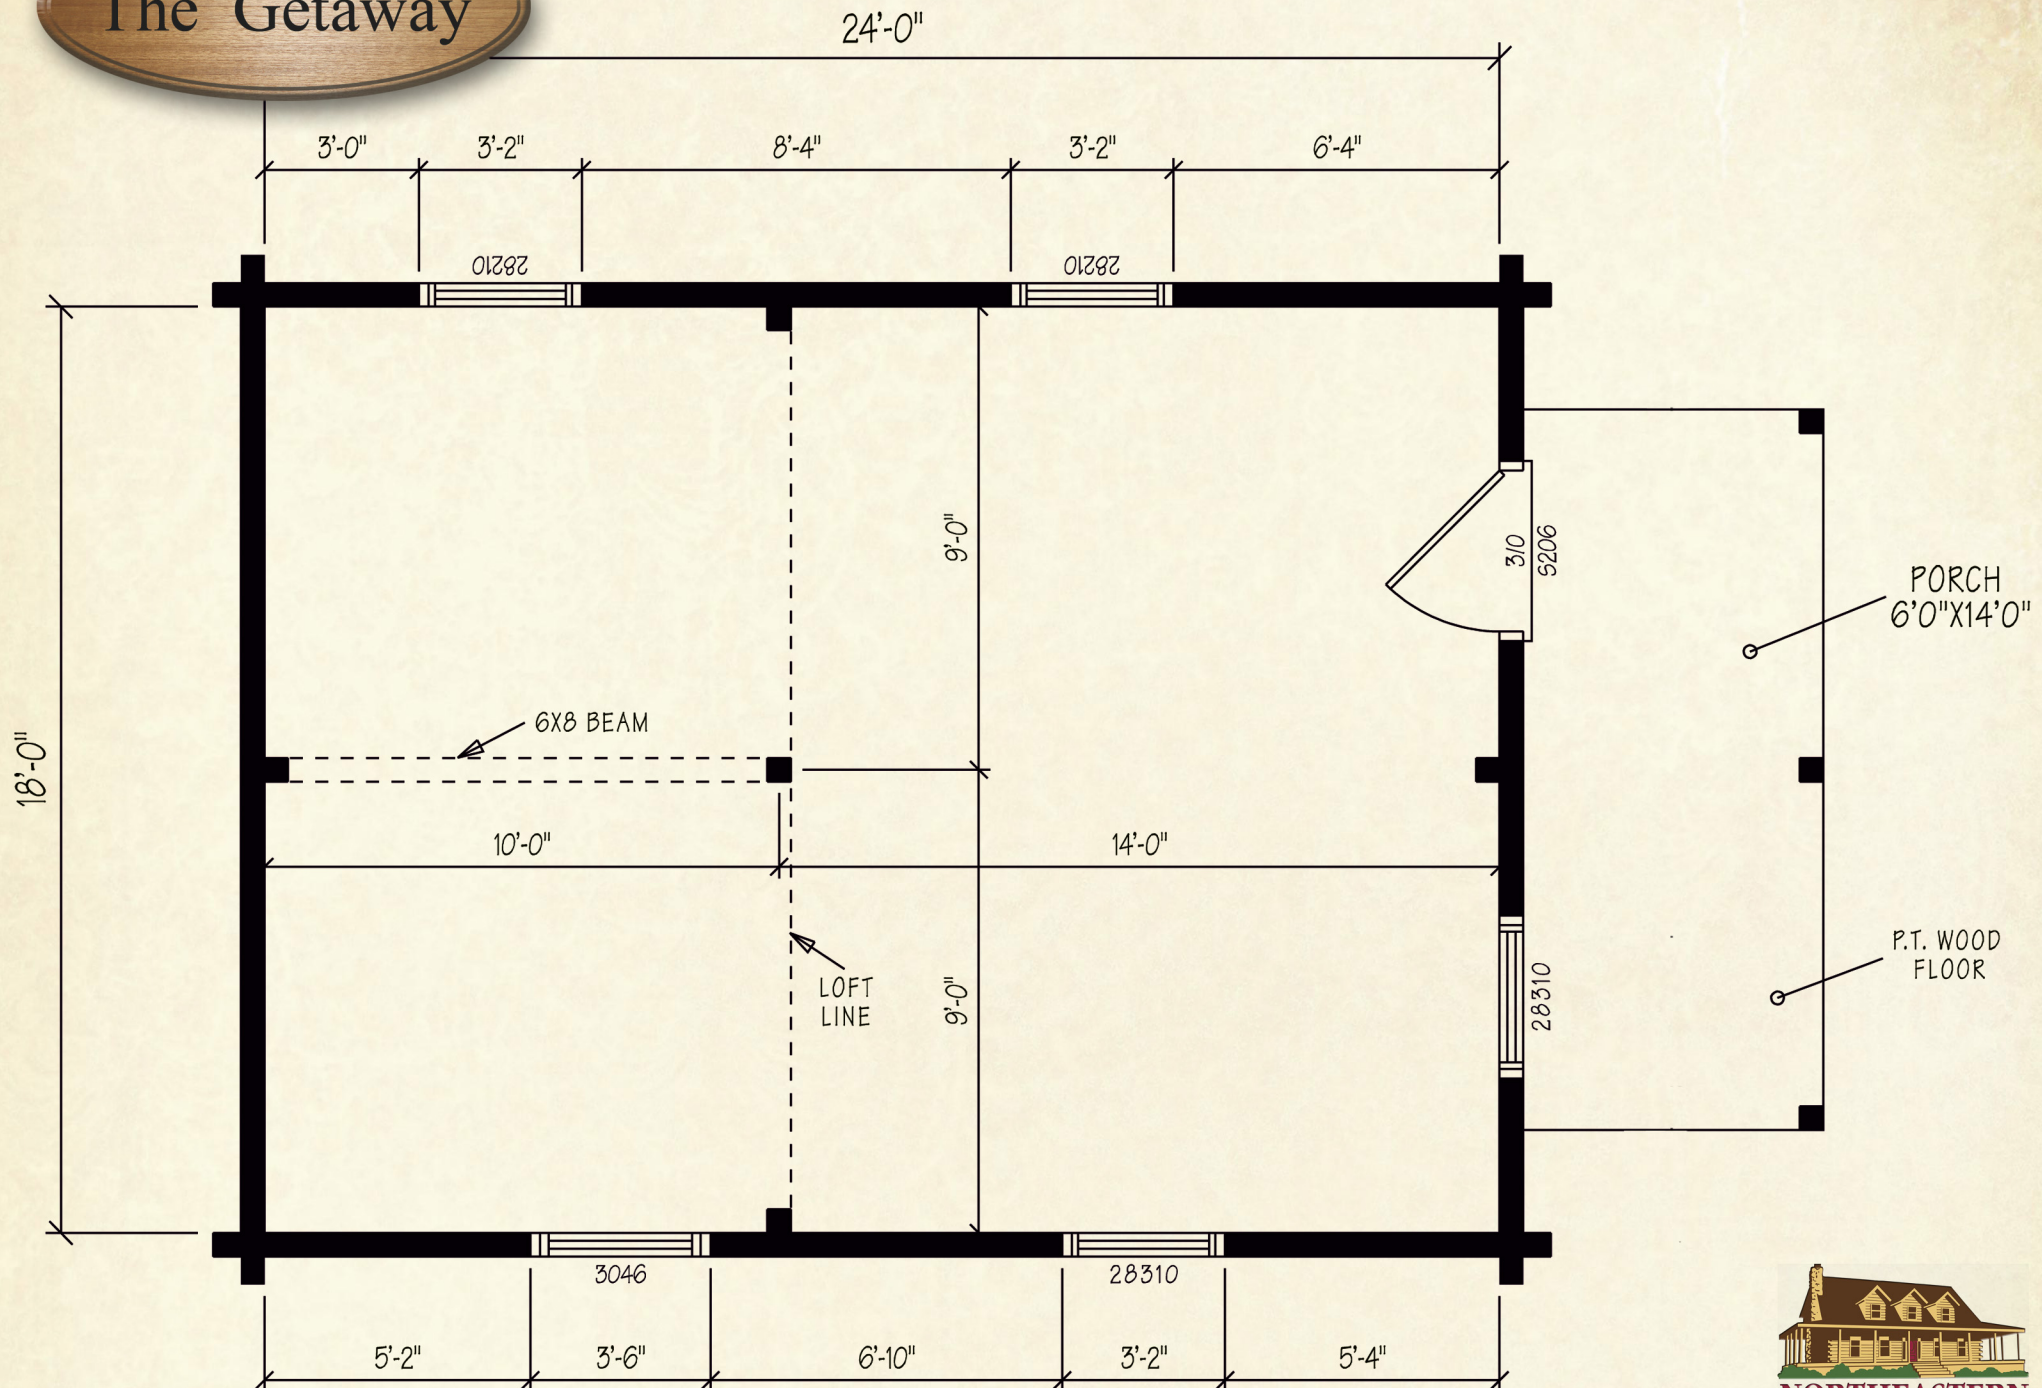 The Getaway
24'-0"
3'-0" 3'-2" 8'-4" 3'-2" 6'-4"
28210 28210
9'-0"
3/0
S206
PORCH
6'0"X14'0"
6X8 BEAM
18'-0"
10'-0" 14'-0"
P.T. WOOD
FLOOR
LOFT
LINE
9'-0"
28310
3046 28310
5'-2" 3'-6" 6'-10" 3'-2" 5'-4"
NORTHEASTERN